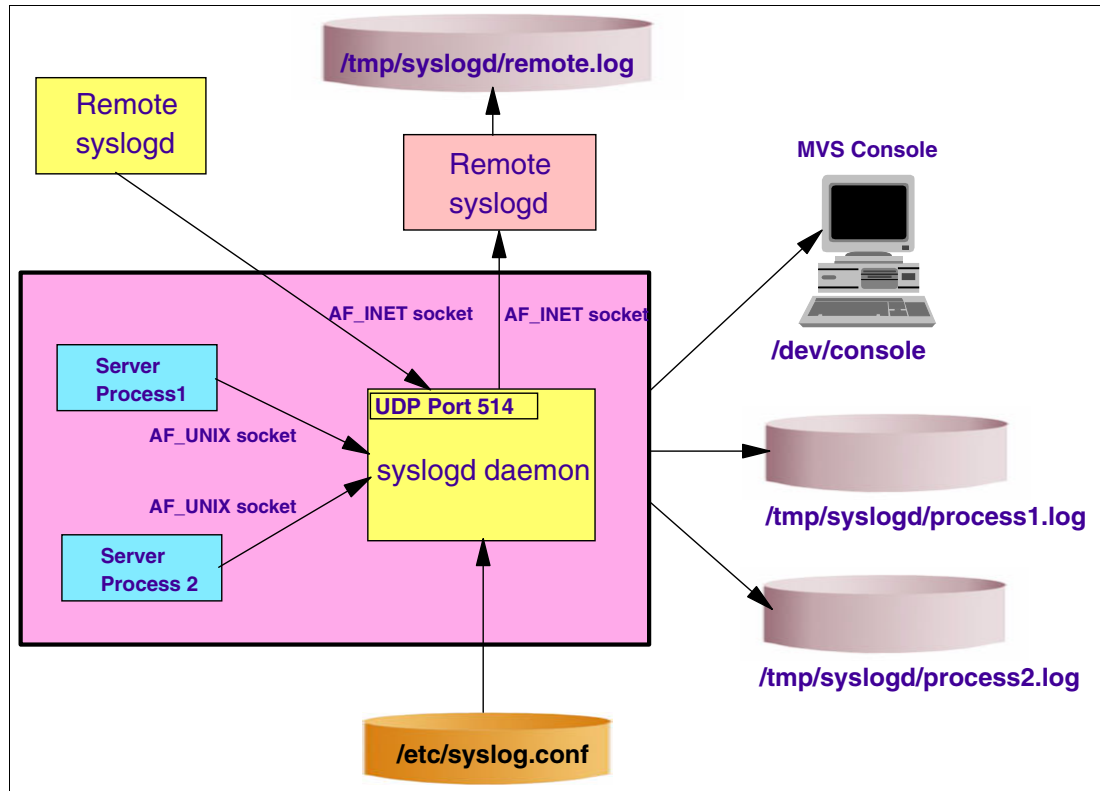 /tmp/syslogd/remote.log
Remote
syslogd
Remote
syslogd
MVS Console
/dev/console
AF_INET socket
AF_INET socket
Server
Process1
AF_UNIX socket
UDP Port 514
syslogd daemon
AF_UNIX socket
Server
Process 2
/tmp/syslogd/process1.log
/tmp/syslogd/process2.log
/etc/syslog.conf